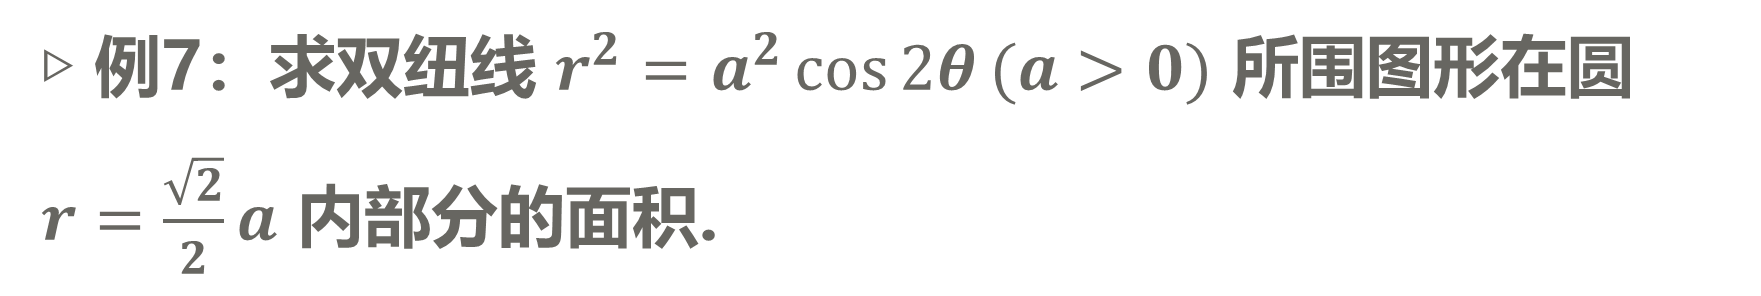 ▷ 例7：求双纽线 r² = a² cos 2θ (a > 0) 所围图形在圆
r = √2/2 a 内部分的面积.